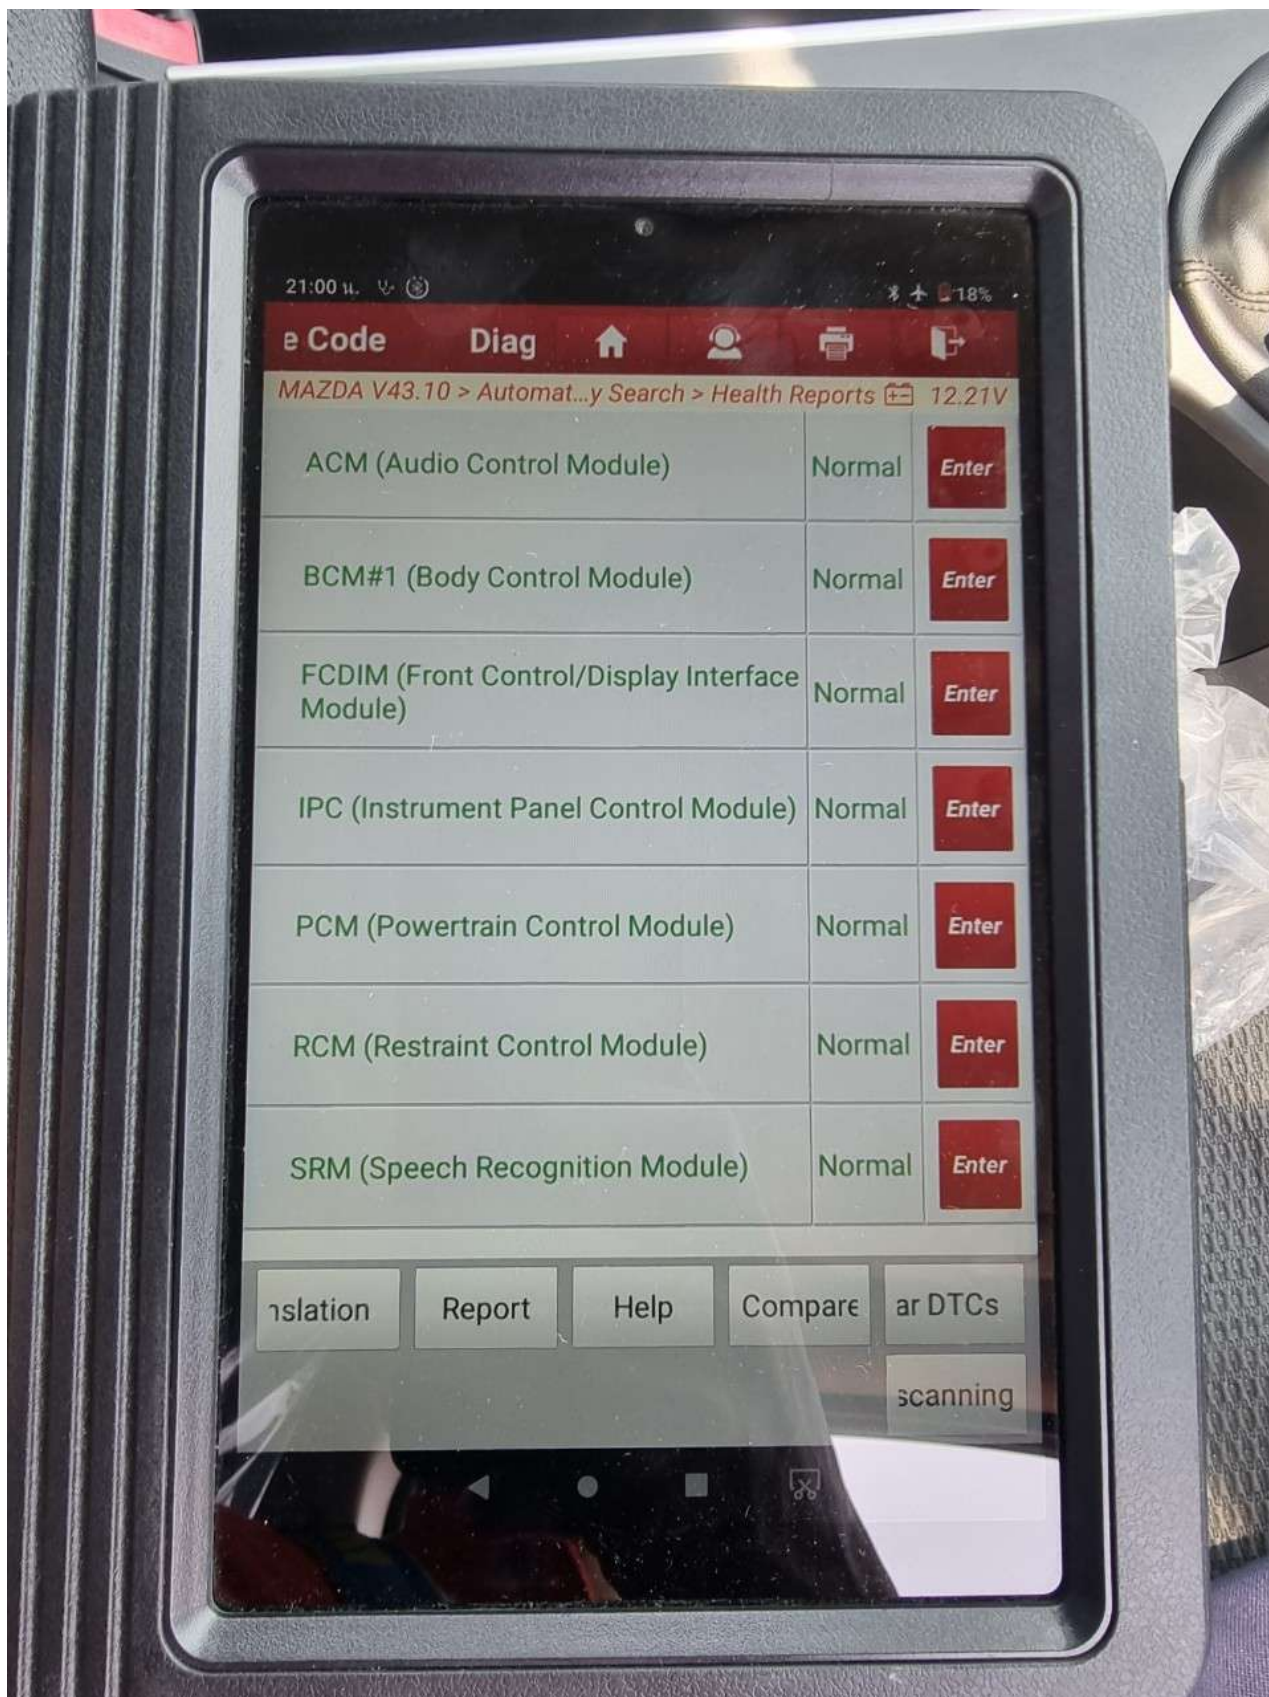 21:00 น.
18%
e Code Diag
MAZDA V43.10 > Automat...y Search > Health Reports 12.21V
ACM (Audio Control Module) Normal Enter
BCM#1 (Body Control Module) Normal Enter
FCDIM (Front Control/Display Interface
Module) Normal Enter
IPC (Instrument Panel Control Module) Normal Enter
PCM (Powertrain Control Module) Normal Enter
RCM (Restraint Control Module) Normal Enter
SRM (Speech Recognition Module) Normal Enter
nslation Report Help Compare ar DTCs
scanning